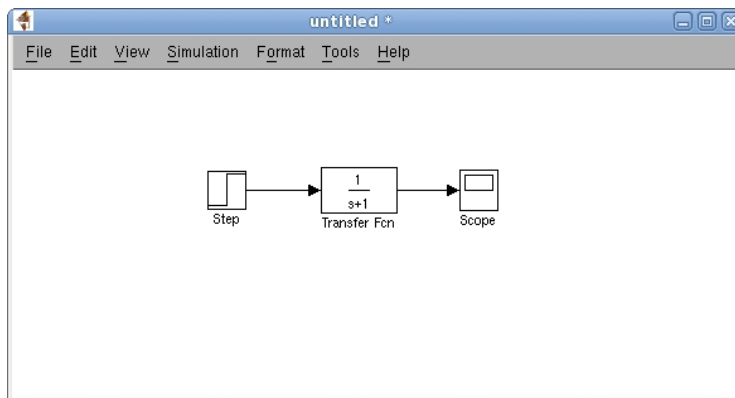 untitled *
File Edit View Simulation Format Tools Help
1
s+1
Step
Transfer Fcn
Scope